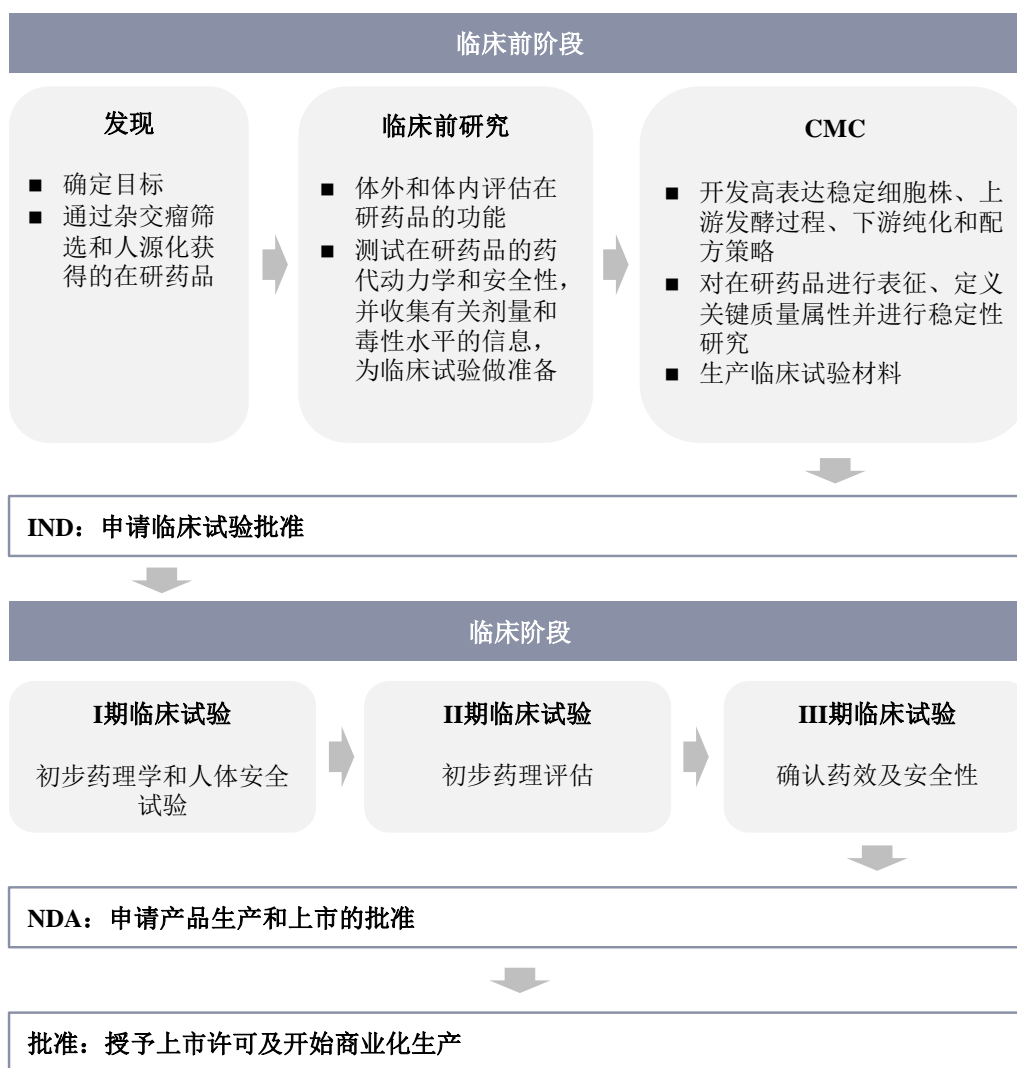 临床前阶段
发现
■ 确定目标
■ 通过杂交瘤筛
选和人源化获
得的在研药品
临床前研究
■ 体外和体内评估在
研药品的功能
■ 测试在研药品的药
代动力学和安全性，
并收集有关剂量和
毒性水平的信息，
为临床试验做准备
CMC
■ 开发高表达稳定细胞株、上
游发酵过程、下游纯化和配
方策略
■ 对在研药品进行表征、定义
关键质量属性并进行稳定性
研究
■ 生产临床试验材料
IND：申请临床试验批准
临床阶段
I期临床试验
初步药理学和人体安全
试验
II期临床试验
初步药理评估
III期临床试验
确认药效及安全性
NDA：申请产品生产和上市的批准
批准：授予上市许可及开始商业化生产